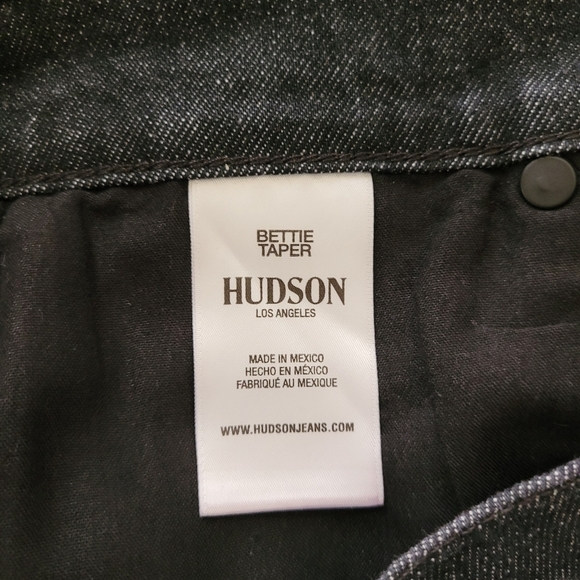 BETTIE
TAPER
HUDSON
LOS ANGELES
MADE IN MEXICO
HECHO EN MÉXICO
FABRIQUÉ AU MEXIQUE
WWW.HUDSONJEANS.COM